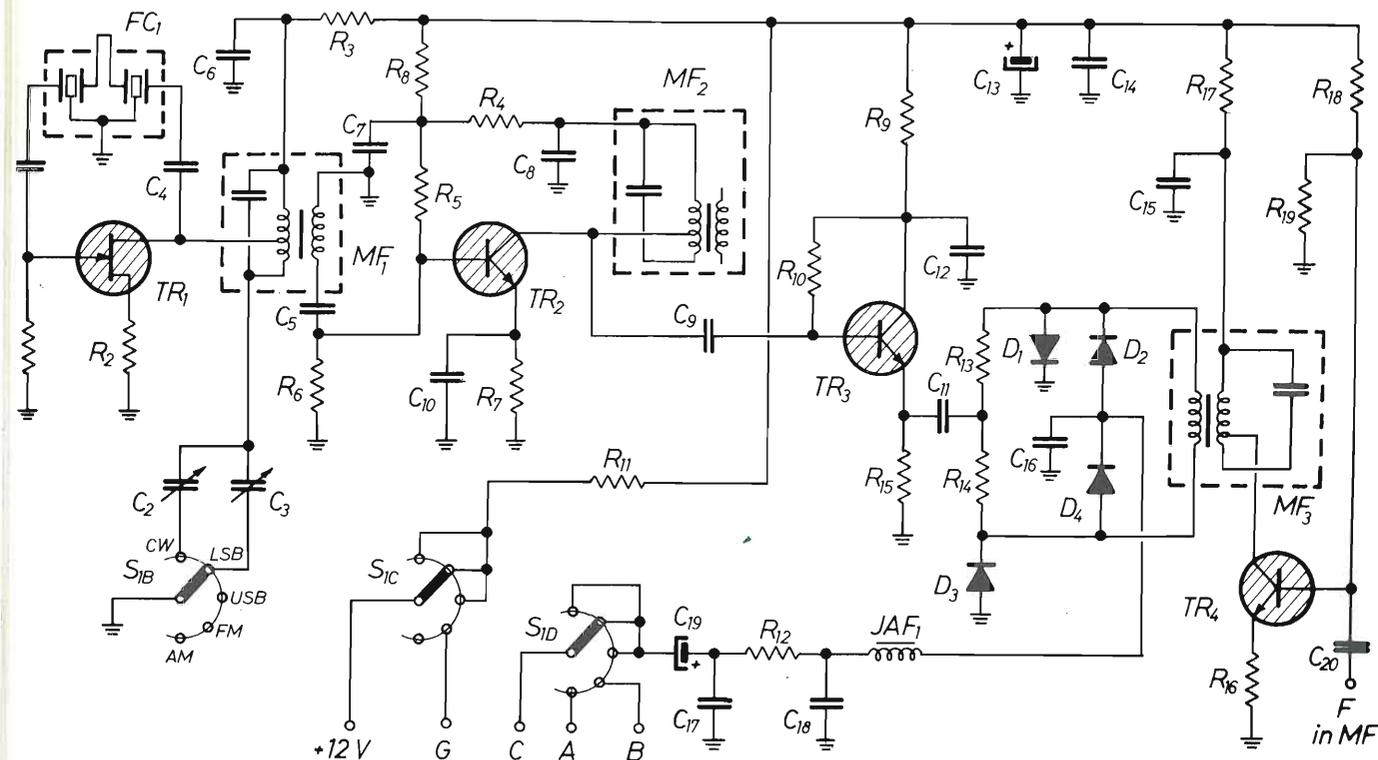 FC1
R3
C6
R8
MF2
R4
C7
C8
C4
R5
MF1
TR1
TR2
C5
R2
R6
C10
R7
C9
R9
C13
+
C14
R17
R18
C15
R19
R10
C12
TR3
R13
D1
D2
C11
R15
R14
C16
D4
D3
MF3
TR4
R11
C2
C3
CW
LSB
S1B
USB
FM
AM
S1C
S1D
C19
+
R12
JAF1
C17
C18
R16
C20
+12 V
G
C
A
B
F
in MF